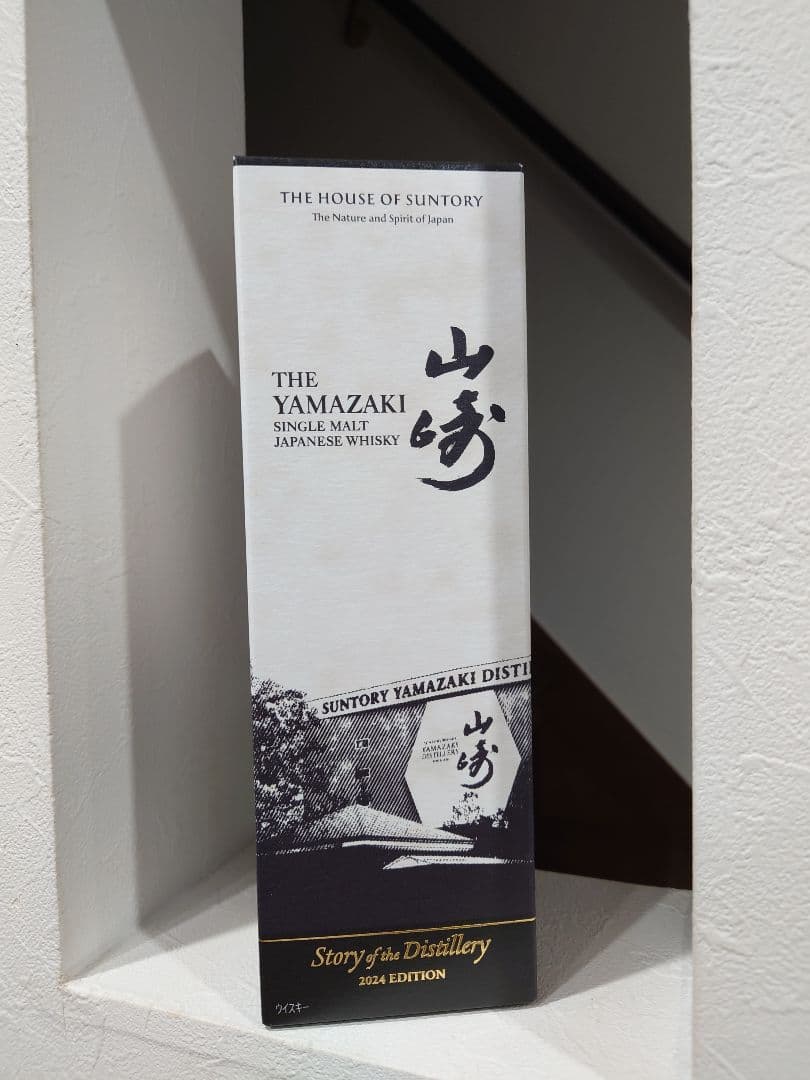 THE HOUSE OF SUNTORY
The Nature and Spirit of Japan
THE
YAMAZAKI
SINGLE MALT
JAPANESE WHISKY
山崎
SUNTORY YAMAZAKI DISTI
YAMAZAKI
DISTILLERY
山崎
Story of the Distillery
2024 EDITION
ウイスキー